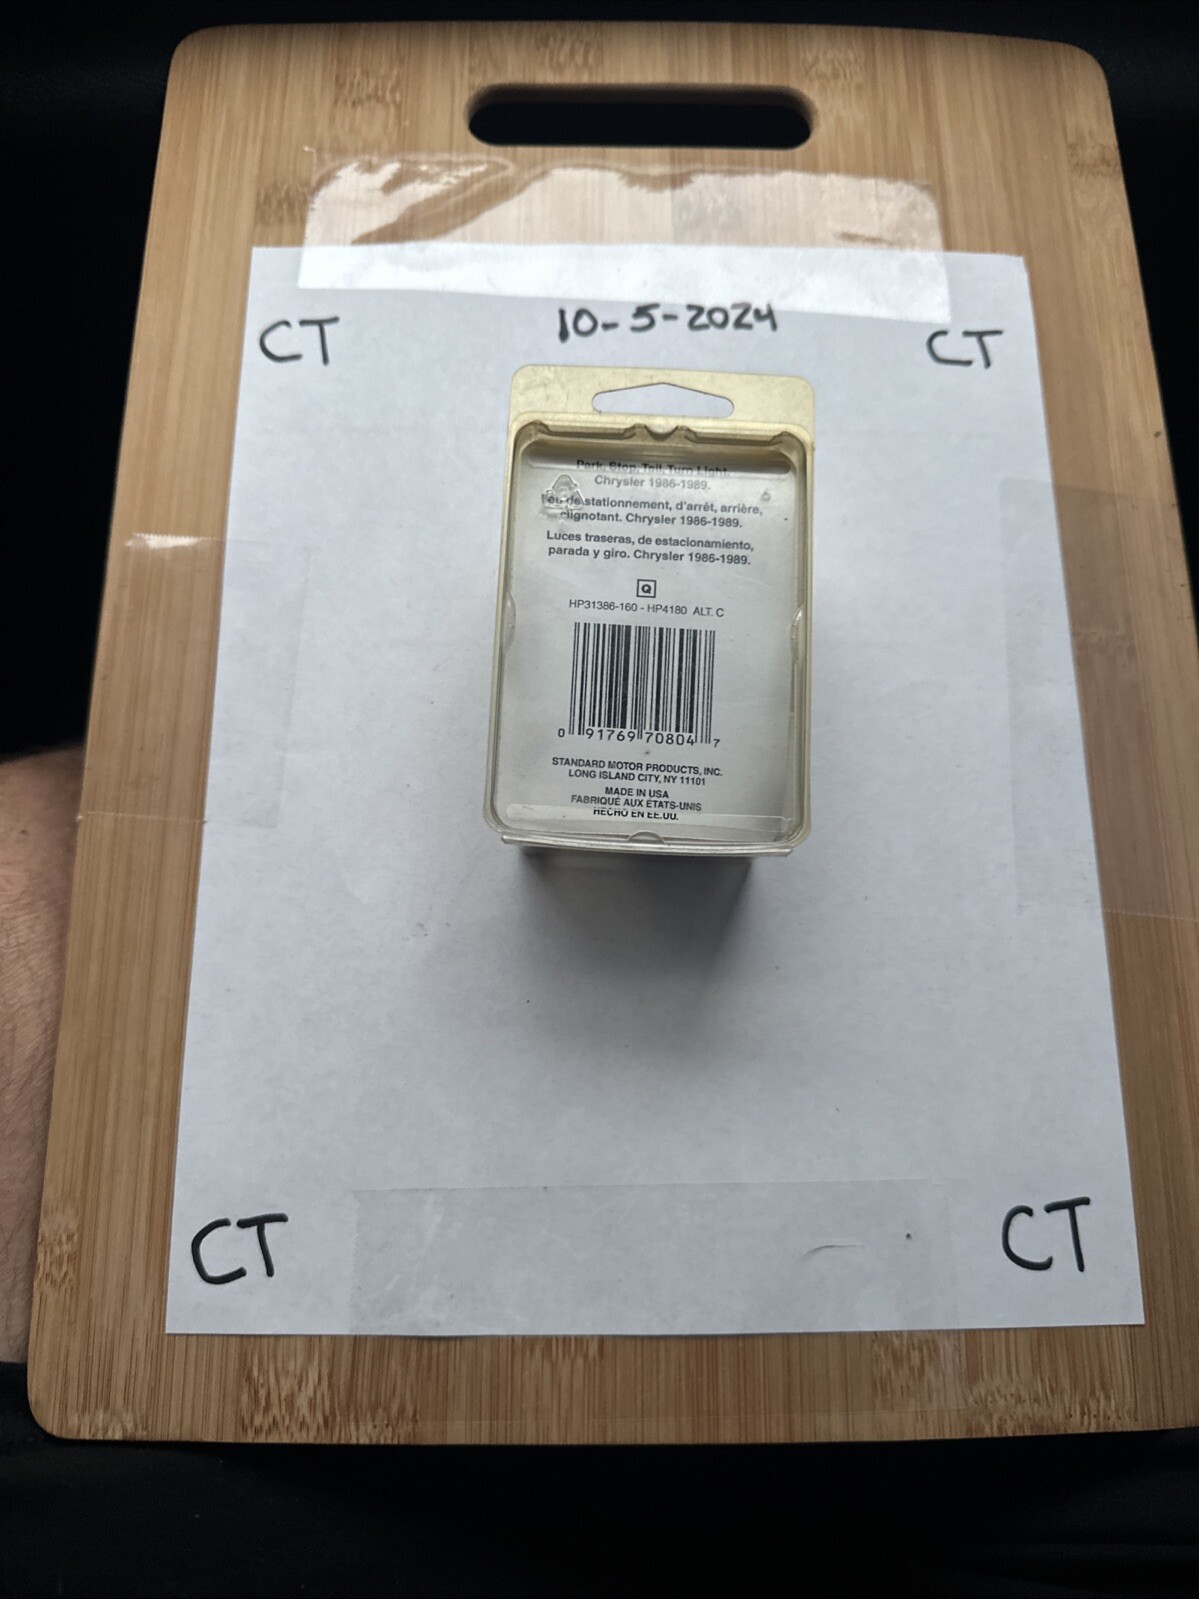 10-5-2024
CT
CT
Park, Stop, Tail, Turn Light.
Chrysler 1986-1989.
Feu de stationnement, d'arrêt, arrière,
clignotant. Chrysler 1986-1989.
Luces traseras, de estacionamiento,
parada y giro. Chrysler 1986-1989.
Q
HP31386-160 - HP4180 ALT. C
0 91769 70804 7
STANDARD MOTOR PRODUCTS, INC.
LONG ISLAND CITY, NY 11101
MADE IN USA
FABRIQUÉ AUX ÉTATS-UNIS
HECHO EN EE.UU.
CT
CT